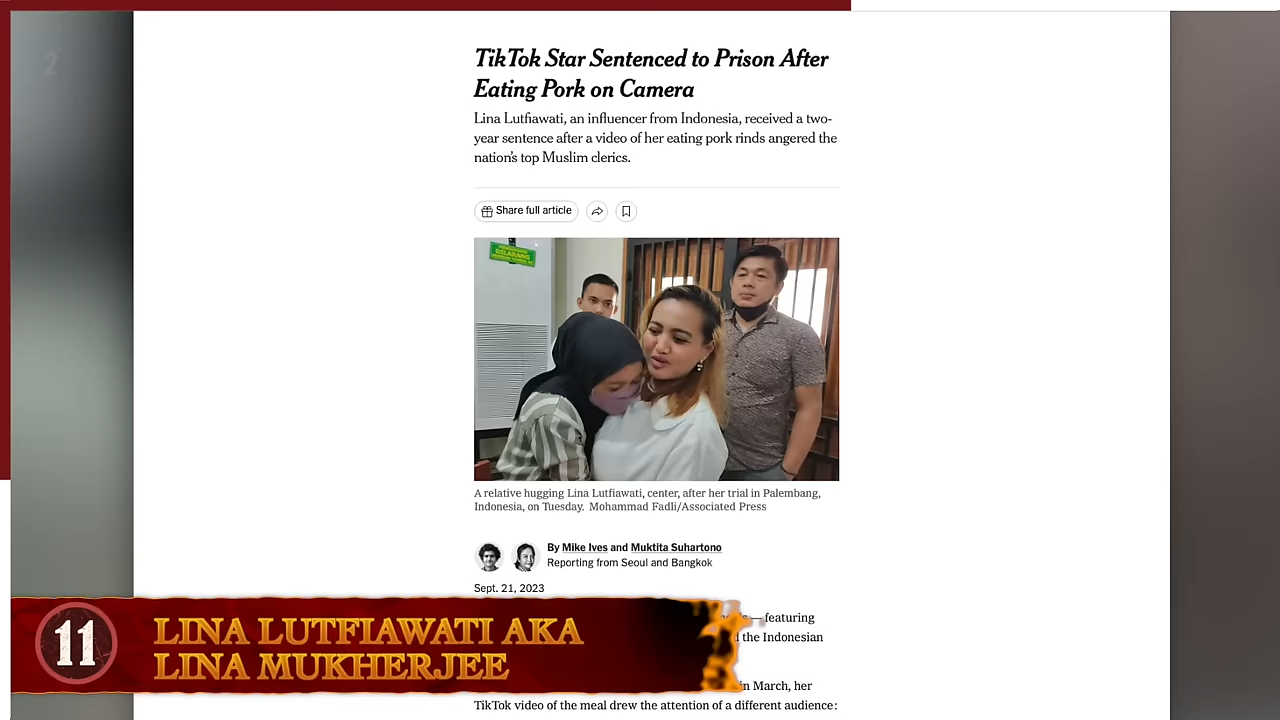 2
TikTok Star Sentenced to Prison After
Eating Pork on Camera
Lina Lutfiawati, an influencer from Indonesia, received a two-
year sentence after a video of her eating pork rinds angered the
nation's top Muslim clerics.
Share full article
DILARANG
A relative hugging Lina Lutfiawati, center, after her trial in Palembang,
Indonesia, on Tuesday. Mohammad Fadli/Associated Press
By Mike Ives and Muktita Suhartono
Reporting from Seoul and Bangkok
Sept. 21, 2023
— featuring
the Indonesian
11
LINA LUTFIAWATI AKA
LINA MUKHERJEE
in March, her
TikTok video of the meal drew the attention of a different audience: